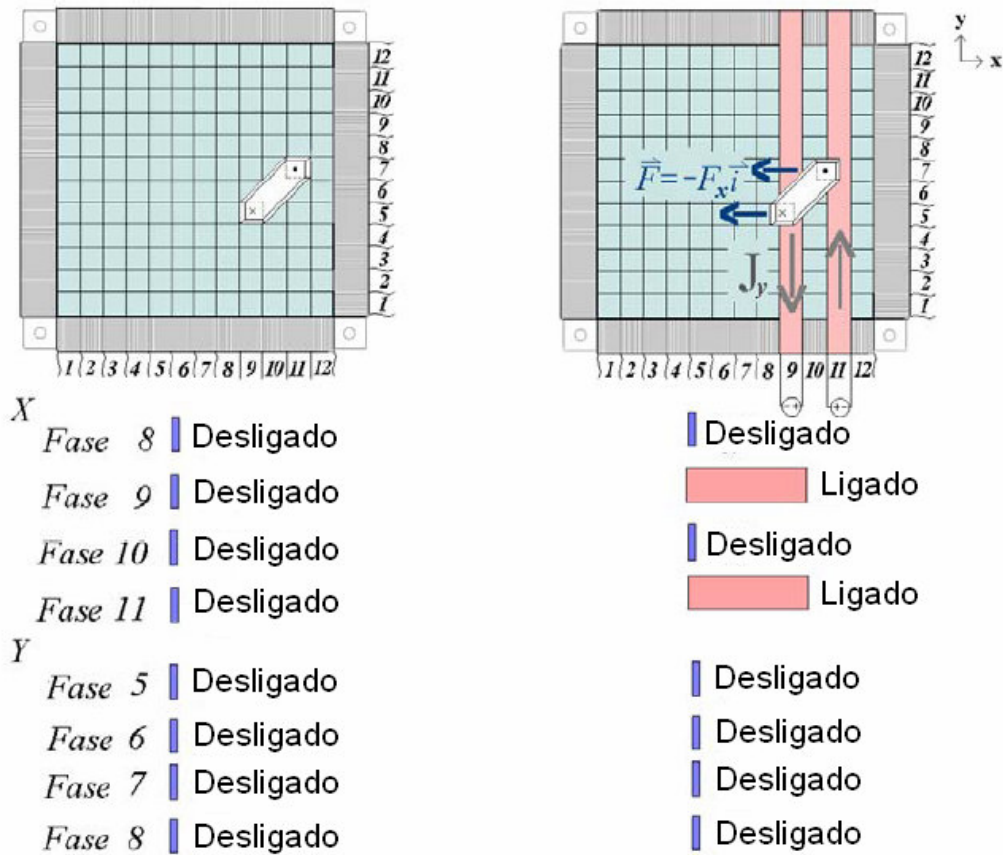 12
11
10
9
8
7
6
5
4
3
2
1
1 2 3 4 5 6 7 8 9 10 11 12
y
x
12
11
10
9
8
7
6
5
4
3
2
1
F = -Fₓi
J_y
1 2 3 4 5 6 7 8 9 10 11 12
X
Fase 8 Desligado Desligado
Fase 9 Desligado Ligado
Fase 10 Desligado Desligado
Fase 11 Desligado Ligado
Y
Fase 5 Desligado Desligado
Fase 6 Desligado Desligado
Fase 7 Desligado Desligado
Fase 8 Desligado Desligado